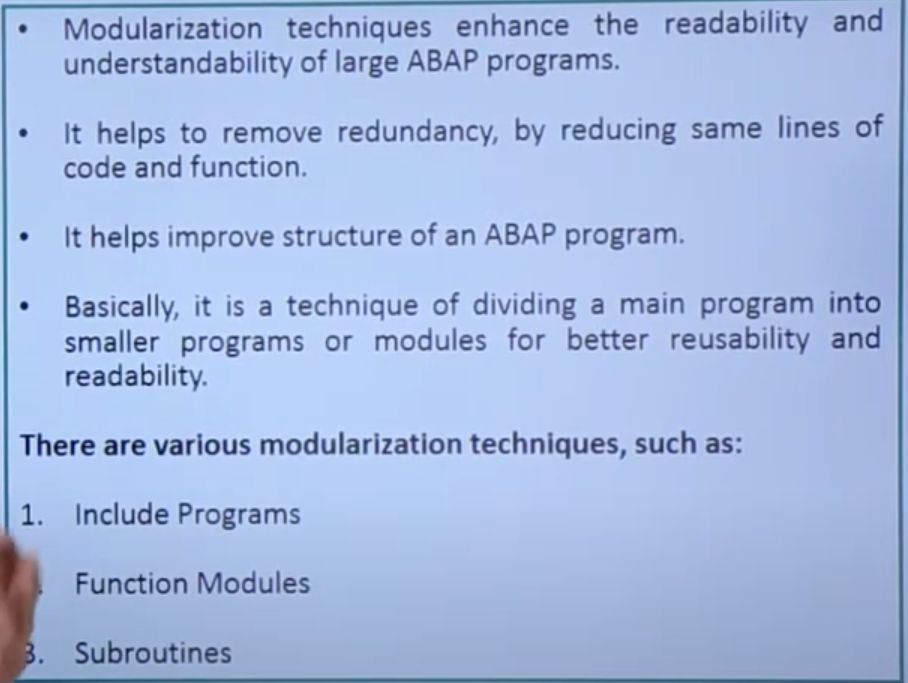 • Modularization techniques enhance the readability and
understandability of large ABAP programs.
• It helps to remove redundancy, by reducing same lines of
code and function.
• It helps improve structure of an ABAP program.
• Basically, it is a technique of dividing a main program into
smaller programs or modules for better reusability and
readability.
There are various modularization techniques, such as:
1. Include Programs
Function Modules
3. Subroutines